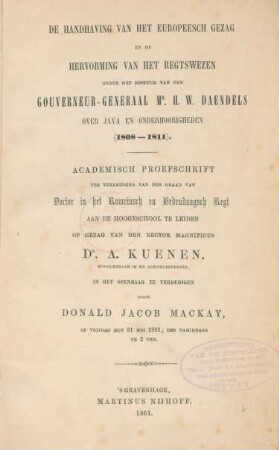 DE HANDHAVING VAN HET EUROPEESCH GEZAG
EN DE
HERVORMING VAN HET REGTSWEZEN
ONDER HET BESTUUR VAN DEN
GOUVERNEUR-GENERAAL Mr. H. W. DAENDELS
OVER JAVA EN ONDERHOORIGHEDEN
(1808—1811).
ACADEMISCH PROEFSCHRIFT
TER VERKRIJGING VAN DEN GRAAD VAN
Doctor in het Romeinsch en Hedendaagsch Regt
AAN DE HOOGESCHOOL TE LEIDEN
OP GEZAG VAN DEN RECTOR MAGNIFICUS
Dr. A. KUENEN,
HOOGLEERAAR IN DE GODGELEERDHEID,
IN HET OPENBAAR TE VERDEDIGEN
DOOR
DONALD JACOB MACKAY,
OP VRIJDAG DEN 31 MEI 1861, DES NAMIDDAGS
TE 2 URE.
'S GRAVENHAGE,
MARTINUS NIJHOFF.
1861.